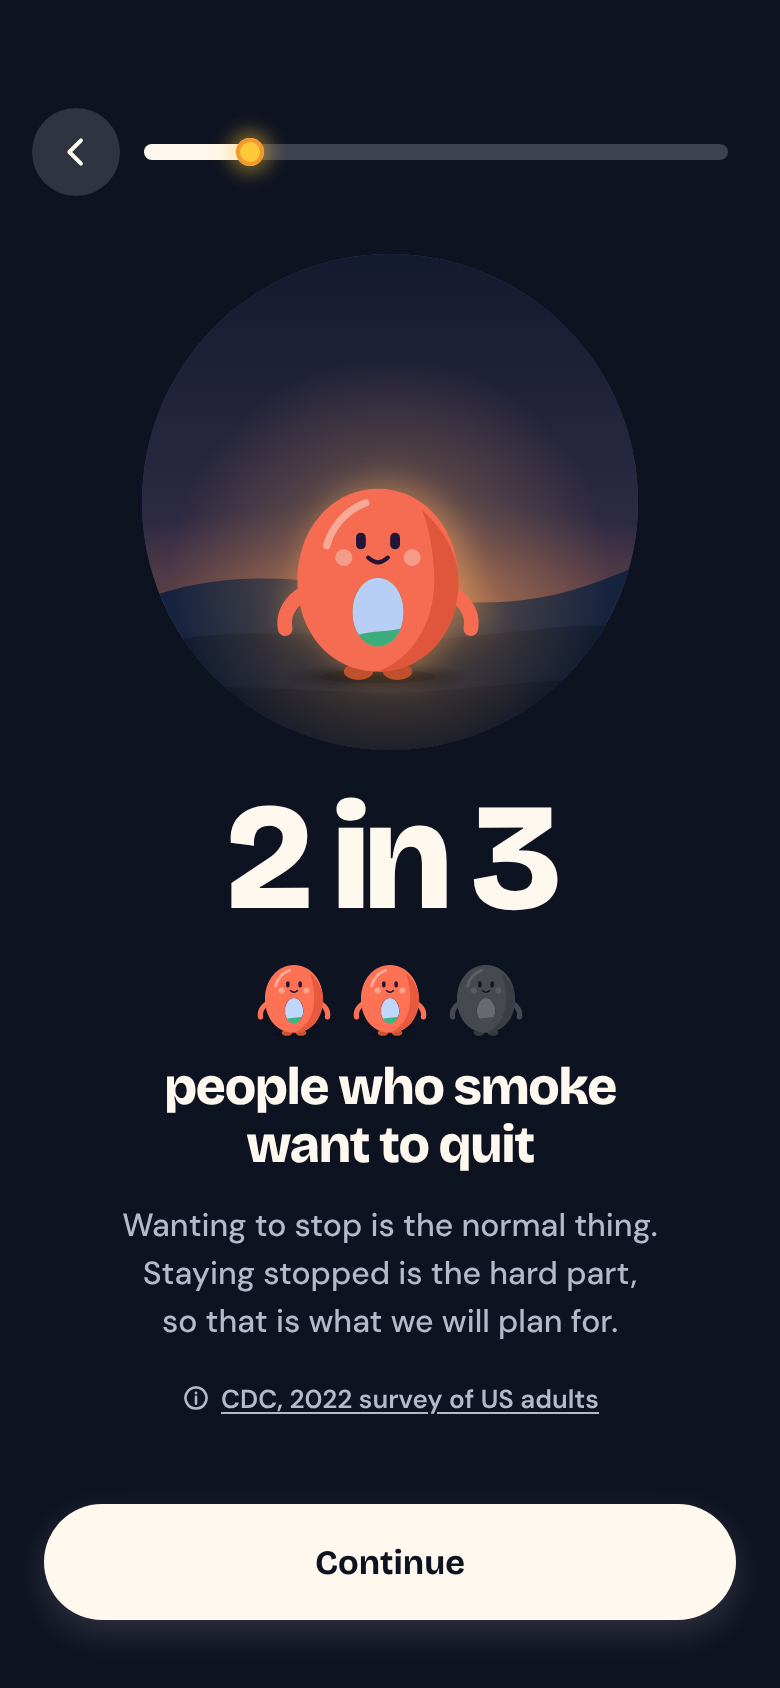 2 in 3
people who smoke
want to quit
Wanting to stop is the normal thing.
Staying stopped is the hard part,
so that is what we will plan for.
CDC, 2022 survey of US adults
Continue